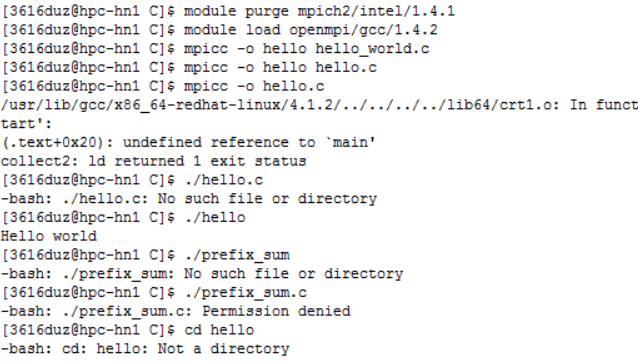 [3616duz@hpc-hn1 C]$ module purge mpich2/intel/1.4.1
[3616duz@hpc-hn1 C]$ module load openmpi/gcc/1.4.2
[3616duz@hpc-hn1 C]$ mpicc -o hello hello_world.c
[3616duz@hpc-hn1 C]$ mpicc -o hello hello.c
[3616duz@hpc-hn1 C]$ mpicc -o hello.c
/usr/lib/gcc/x86_64-redhat-linux/4.1.2/../../../../lib64/crt1.o: In funct
tart':
(.text+0x20): undefined reference to `main'
collect2: ld returned 1 exit status
[3616duz@hpc-hn1 C]$ ./hello.c
-bash: ./hello.c: No such file or directory
[3616duz@hpc-hn1 C]$ ./hello
Hello world
[3616duz@hpc-hn1 C]$ ./prefix_sum
-bash: ./prefix_sum: No such file or directory
[3616duz@hpc-hn1 C]$ ./prefix_sum.c
-bash: ./prefix_sum.c: Permission denied
[3616duz@hpc-hn1 C]$ cd hello
-bash: cd: hello: Not a directory